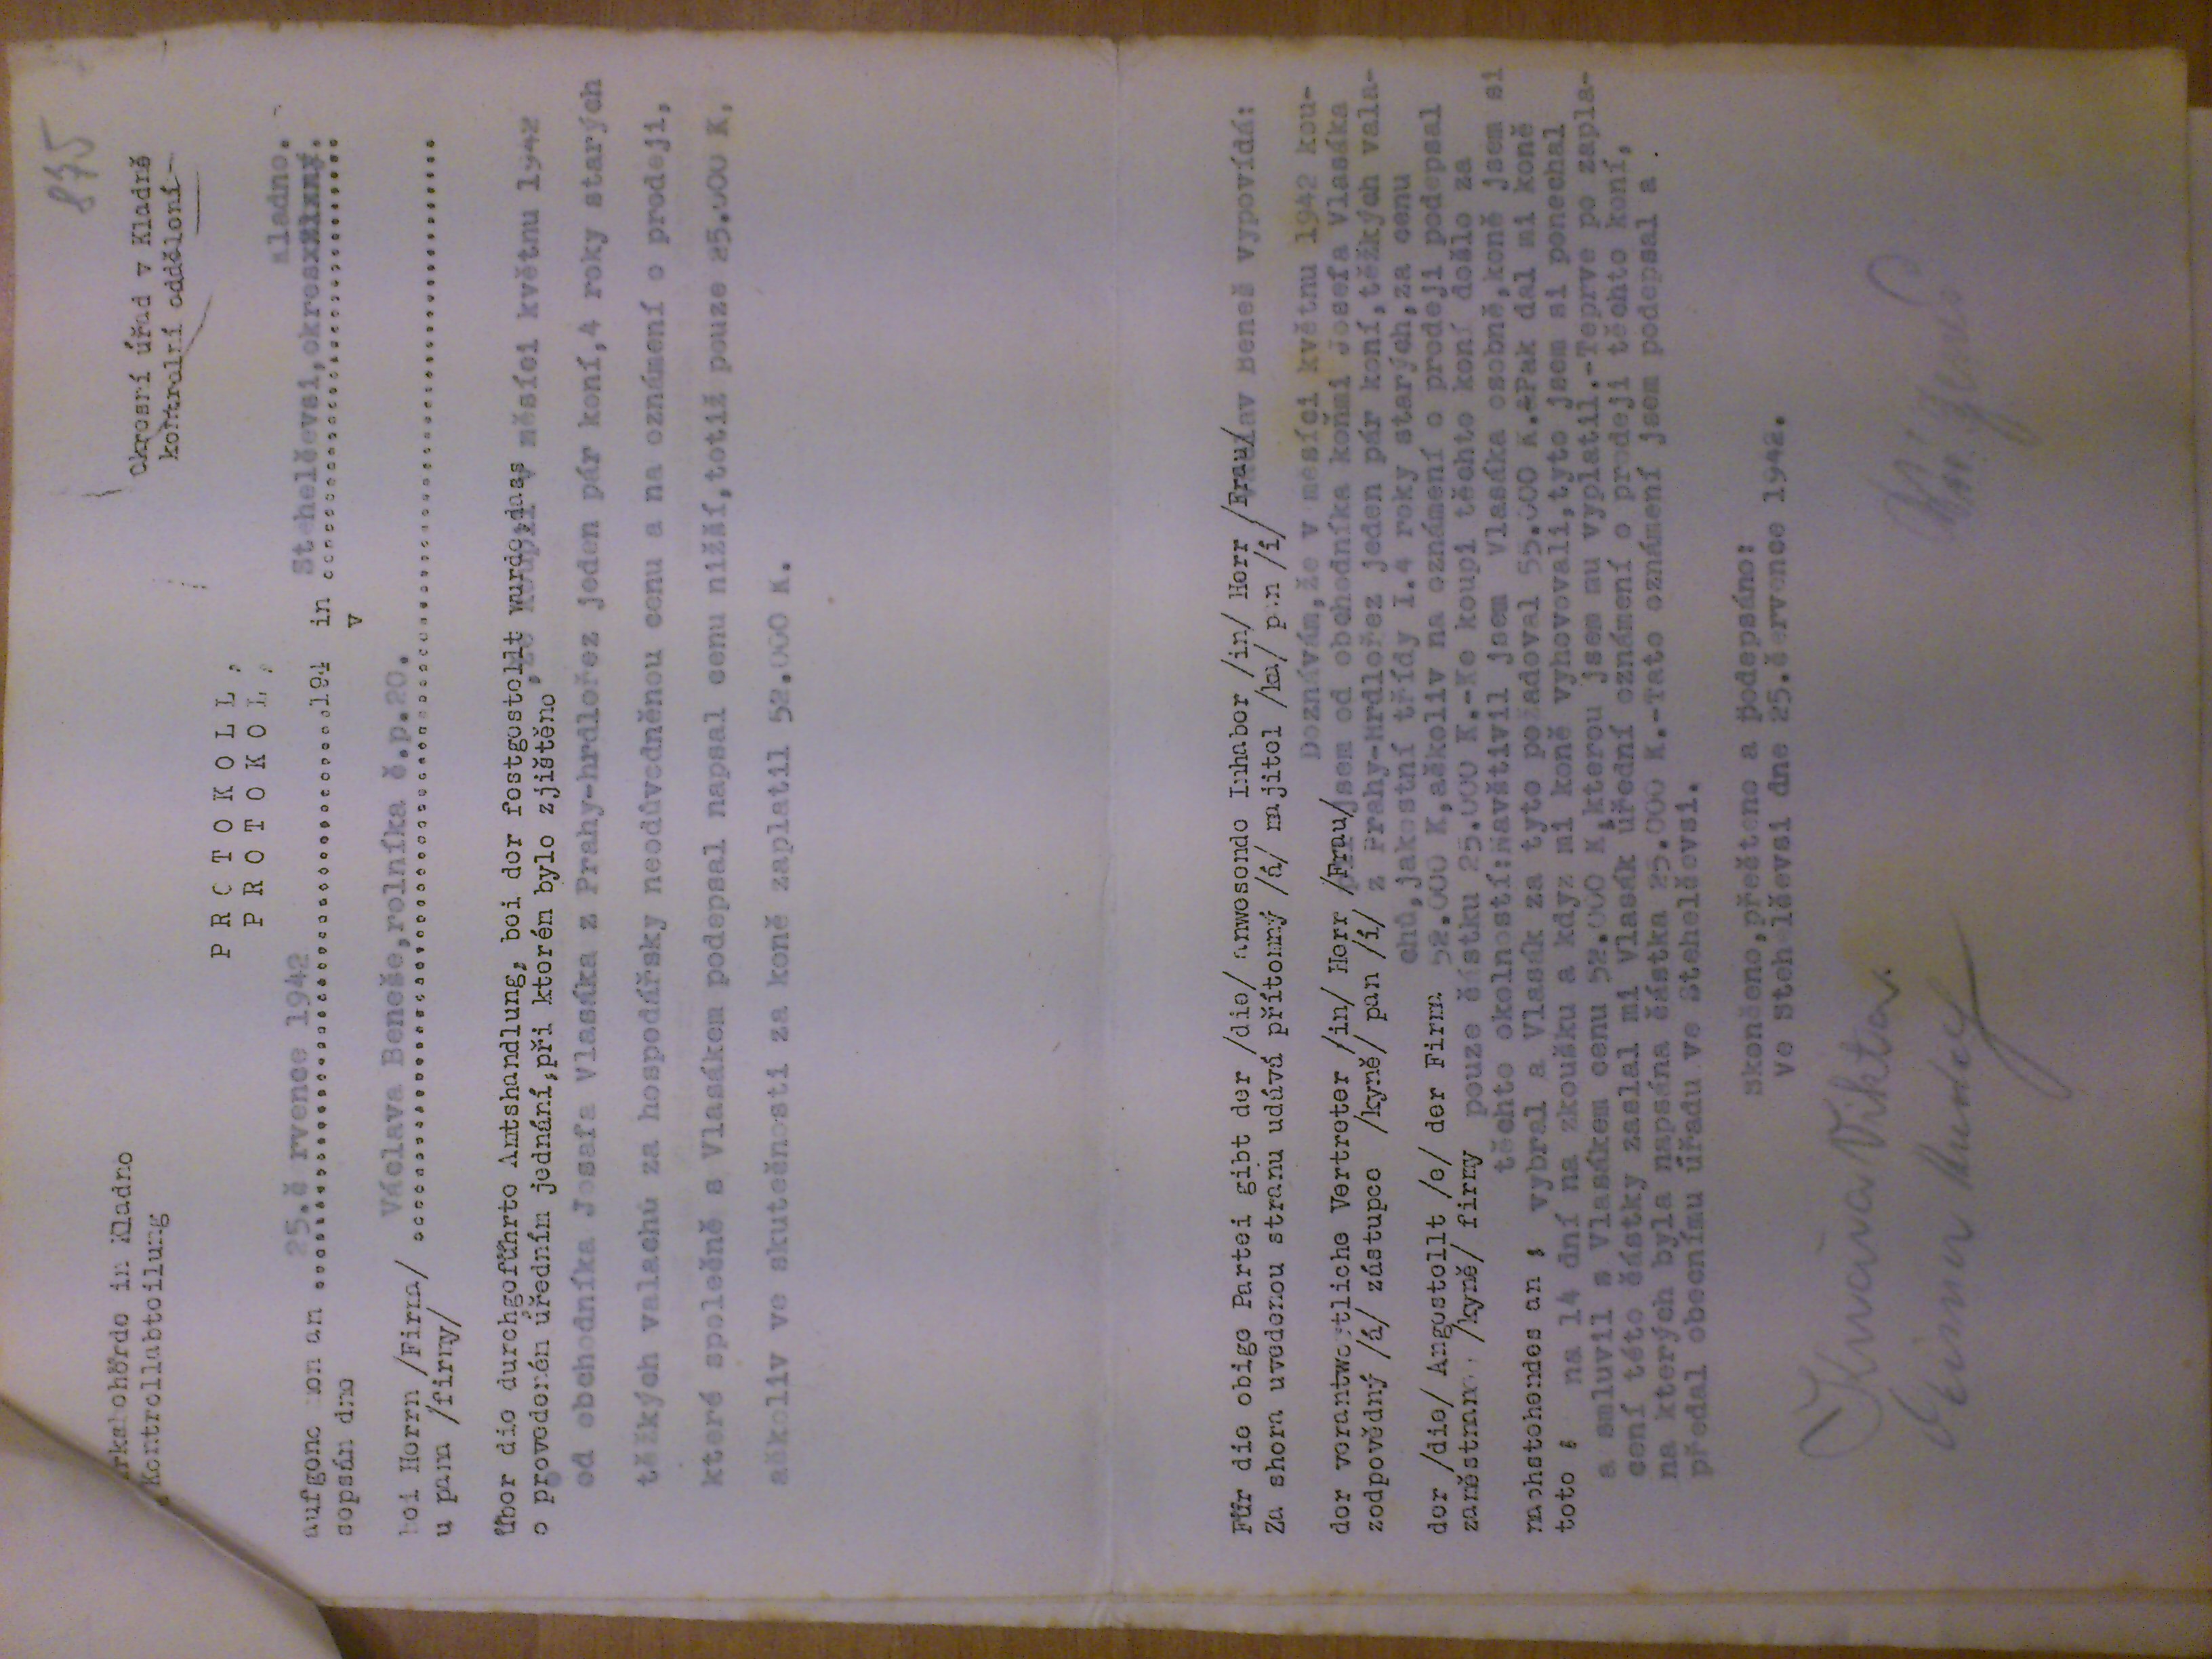 875
rksbehörde in Kladno
Kontrollabteilung
Okresní úřad v Kladně
kontrolní oddělení
PROTOKOLL,
PROTOKOL,
Kladno.
aufgenommen am 25.července 1942 194 in Stehelčevsi,okres
sepsán dne v
bei Herrn /Firma/ Václava Beneše,rolníka č.p.20.
u pana /firmy/
Über die durchgeführte Amtshandlung, bei der festgestellt wurde,dass
o provedeném úředním jednání,při kterém bylo zjištěno že koupil v měsíci květnu 1942
od obchodníka Josefa Vlasáka z Prahy-hrdlořez jeden pár koní,4 roky starých
těžkých valachů za hospodářsky neodůvodněnou cenu a na oznámení o prodeji,
které společně s Vlasákem podepsal napsal cenu nižší,totiž pouze 25.000 K,
ačkoliv ve skutečnosti za koně zaplatil 52.000 K.
Für die obige Partei gibt der /die/ anwesende Inhaber /in/ Herr /Frau/ Václav Beneš vypovídá:
Za shora uvedenou stranu udává přítomný /á/ majitel /ka/ pan /í/
Doznávám,že v měsíci květnu 1942 kou-
der verantwortliche Vertreter /in/ Herr /Frau/ jsem od obchodníka koňmi Josefa Vlasáka
zodpovědný /á/ zástupce /kyně/ pan /í/ z Prahy-Hrdlořez jeden pár koní,těžkých vala-
chů,jakostní třídy I.4 roky starých,za cenu
der /die/ Angestellt /e/ der Firma 52.000 K,ačkoliv na oznámení o prodeji podepsal
zaměstnanec /kyně/ firmy pouze částku 25.000 K.-Ke koupi těchto koní došlo za
těchto okolností:Navštívil jsem Vlasáka osobně,koně jsem si
nachstehendes an : vybral a Vlasák za tyto požadoval 55.000 K.-Pak dal mi koně
toto : na 14 dní na zkoušku a když mi koně vyhovovali,tyto jsem si ponechal
a smluvil s Vlasákem cenu 52.000 K,kterou jsem mu vyplatil.-Teprve po zapla-
cení této částky zaslal mi Vlasák úřední oznámení o prodeji těchto koní,
na kterých byla napsána částka 25.000 K.-Tato oznámení jsem podepsal a
předal obecnímu úřadu ve Stehelčevsi.
Skončeno,přečteno a podepsáno:
Ve Stehelčevsi dne 25.července 1942.
Viktor
Rudolf
Beneš